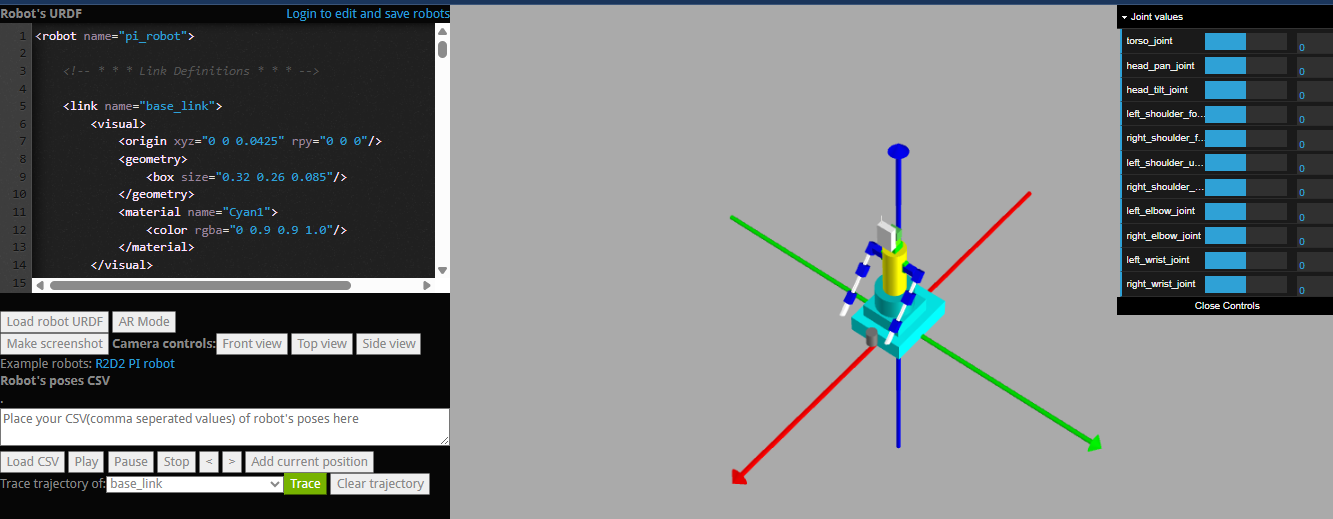 Robot's URDF Login to edit and save robots
1 <robot name="pi_robot">
2
3 <!-- * * * Link Definitions * * * -->
4
5 <link name="base_link">
6 <visual>
7 <origin xyz="0 0 0.0425" rpy="0 0 0"/>
8 <geometry>
9 <box size="0.32 0.26 0.085"/>
10 </geometry>
11 <material name="Cyan1">
12 <color rgba="0 0.9 0.9 1.0"/>
13 </material>
14 </visual>
15
Load robot URDF AR Mode
Make screenshot Camera controls: Front view Top view Side view
Example robots: R2D2 PI robot
Robot's poses CSV
.
Place your CSV(comma seperated values) of robot's poses here
Load CSV Play Pause Stop < > Add current position
Trace trajectory of: base_link Trace Clear trajectory
Joint values
torso_joint 0
head_pan_joint 0
head_tilt_joint 0
left_shoulder_fo... 0
right_shoulder_f... 0
left_shoulder_u... 0
right_shoulder_... 0
left_elbow_joint 0
right_elbow_joint 0
left_wrist_joint 0
right_wrist_joint 0
Close Controls